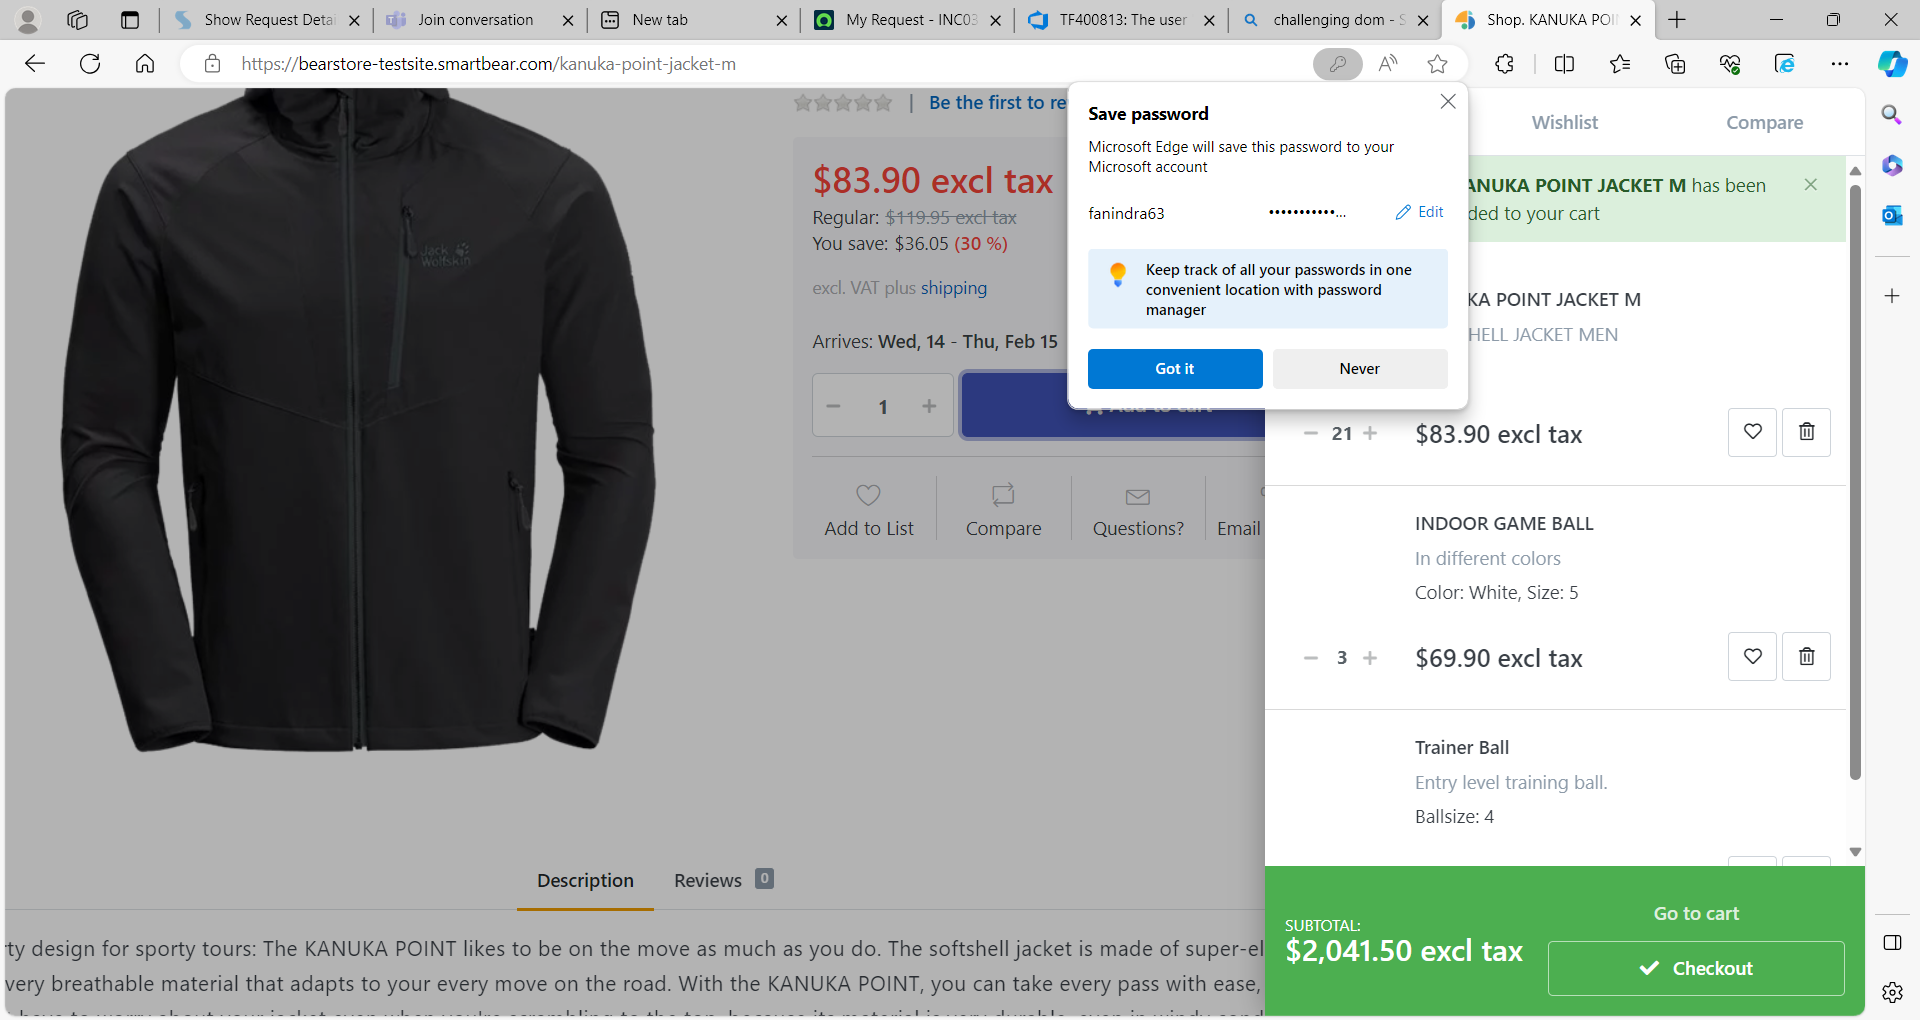 Show Request Detai
Join conversation
New tab
My Request - INC03
TF400813: The user
challenging dom - S
Shop. KANUKA POI
https://bearstore-testsite.smartbear.com/kanuka-point-jacket-m
Jack
Wolfskin
| Be the first to re
$83.90 excl tax
Regular: $119.95 excl tax
You save: $36.05 (30 %)
excl. VAT plus shipping
Arrives: Wed, 14 - Thu, Feb 15
1
Add to cart
Add to List
Compare
Questions?
Email
Save password
Microsoft Edge will save this password to your
Microsoft account
fanindra63
••••••••••••...
Edit
Keep track of all your passwords in one
convenient location with password
manager
Got it
Never
Wishlist
Compare
ANUKA POINT JACKET M has been
ded to your cart
KA POINT JACKET M
HELL JACKET MEN
21
$83.90 excl tax
INDOOR GAME BALL
In different colors
Color: White, Size: 5
3
$69.90 excl tax
Trainer Ball
Entry level training ball.
Ballsize: 4
SUBTOTAL:
$2,041.50 excl tax
Go to cart
Checkout
Description
Reviews 0
ty design for sporty tours: The KANUKA POINT likes to be on the move as much as you do. The softshell jacket is made of super-el
very breathable material that adapts to your every move on the road. With the KANUKA POINT, you can take every pass with ease,